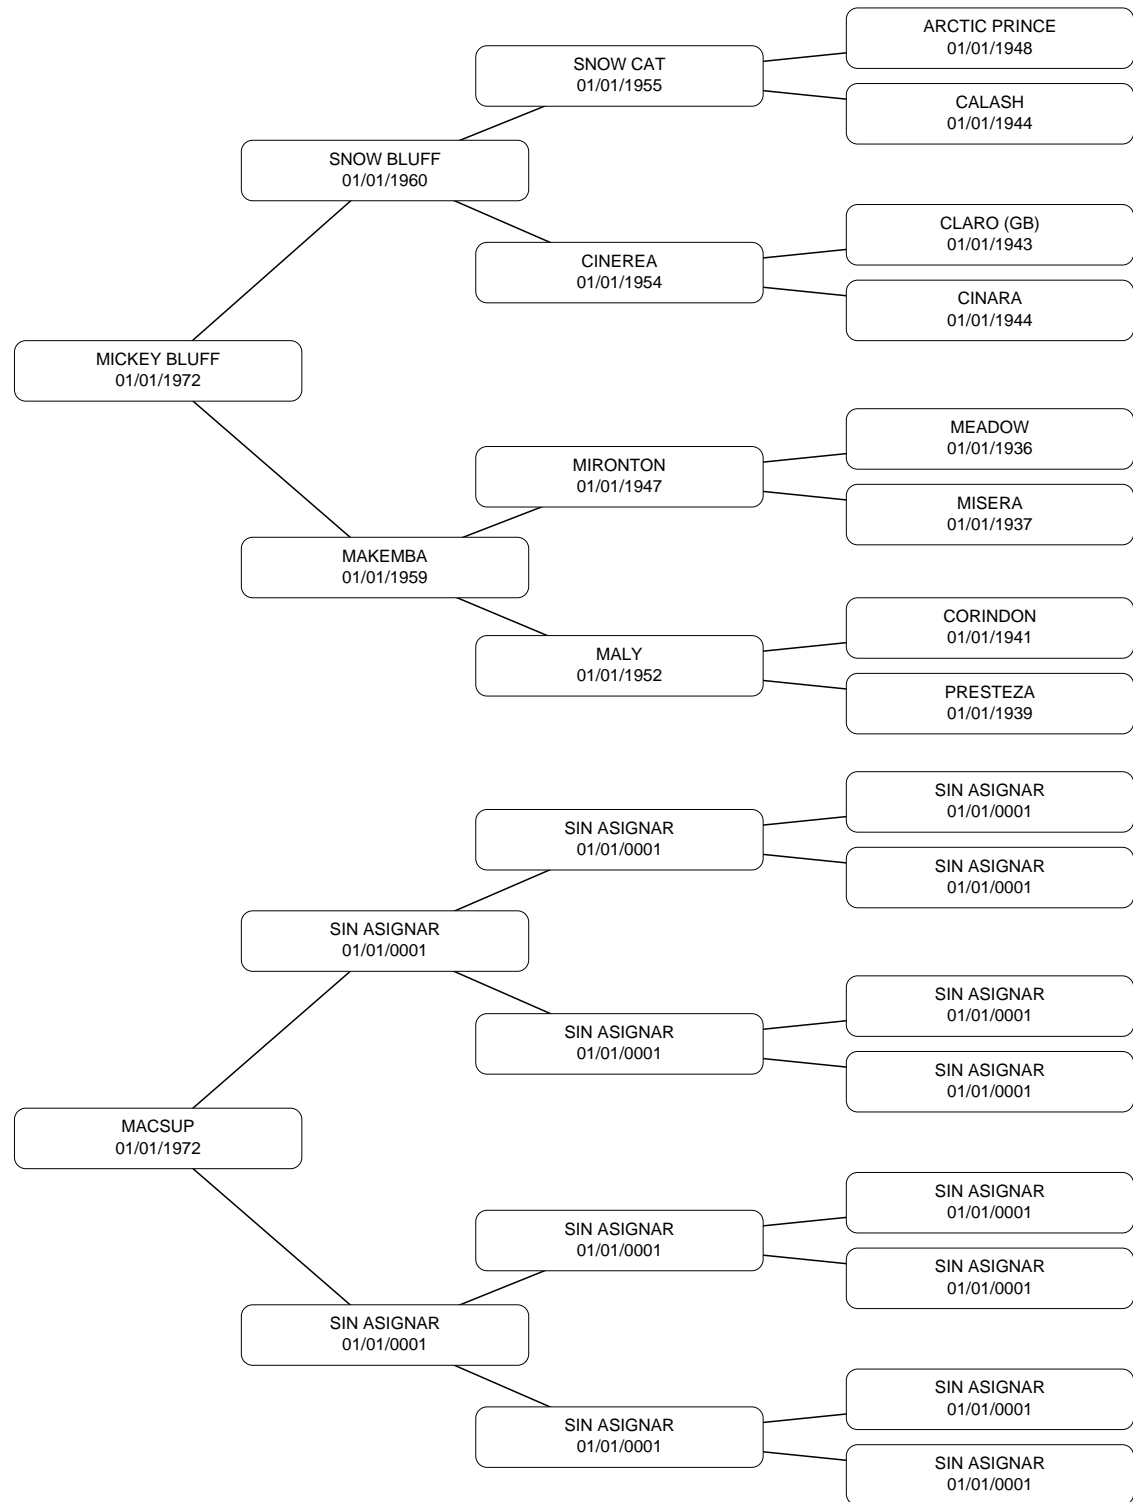 ARCTIC PRINCE
01/01/1948
SNOW CAT
01/01/1955
CALASH
01/01/1944
SNOW BLUFF
01/01/1960
CLARO (GB)
01/01/1943
CINEREA
01/01/1954
CINARA
01/01/1944
MICKEY BLUFF
01/01/1972
MEADOW
01/01/1936
MIRONTON
01/01/1947
MISERA
01/01/1937
MAKEMBA
01/01/1959
CORINDON
01/01/1941
MALY
01/01/1952
PRESTEZA
01/01/1939
SIN ASIGNAR
01/01/0001
SIN ASIGNAR
01/01/0001
SIN ASIGNAR
01/01/0001
SIN ASIGNAR
01/01/0001
SIN ASIGNAR
01/01/0001
SIN ASIGNAR
01/01/0001
SIN ASIGNAR
01/01/0001
MACSUP
01/01/1972
SIN ASIGNAR
01/01/0001
SIN ASIGNAR
01/01/0001
SIN ASIGNAR
01/01/0001
SIN ASIGNAR
01/01/0001
SIN ASIGNAR
01/01/0001
SIN ASIGNAR
01/01/0001
SIN ASIGNAR
01/01/0001